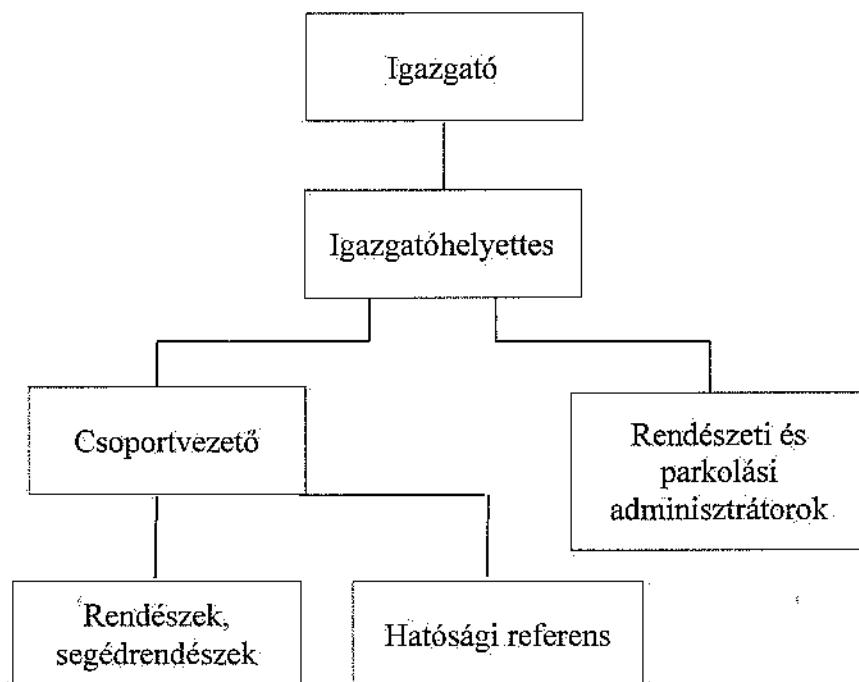 Igazgató
Igazgatóhelyettes
Csoportvezető
Rendészeti és
parkolási
adminisztrátorok
Rendészek,
segédrendészek
Hatósági referens